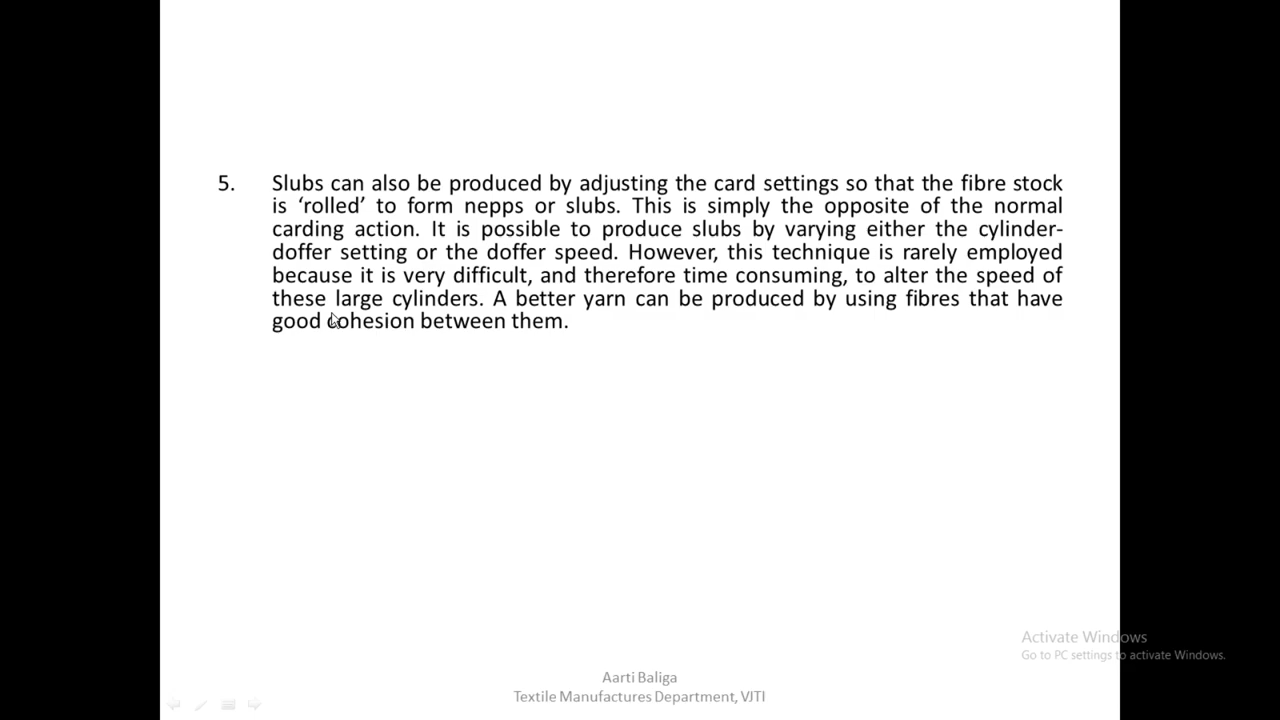 5. Slubs can also be produced by adjusting the card settings so that the fibre stock
is ‘rolled’ to form nepps or slubs. This is simply the opposite of the normal
carding action. It is possible to produce slubs by varying either the cylinder-
doffer setting or the doffer speed. However, this technique is rarely employed
because it is very difficult, and therefore time consuming, to alter the speed of
these large cylinders. A better yarn can be produced by using fibres that have
good cohesion between them.
Activate Windows
Go to PC settings to activate Windows.
Aarti Baliga
Textile Manufactures Department, VJTI